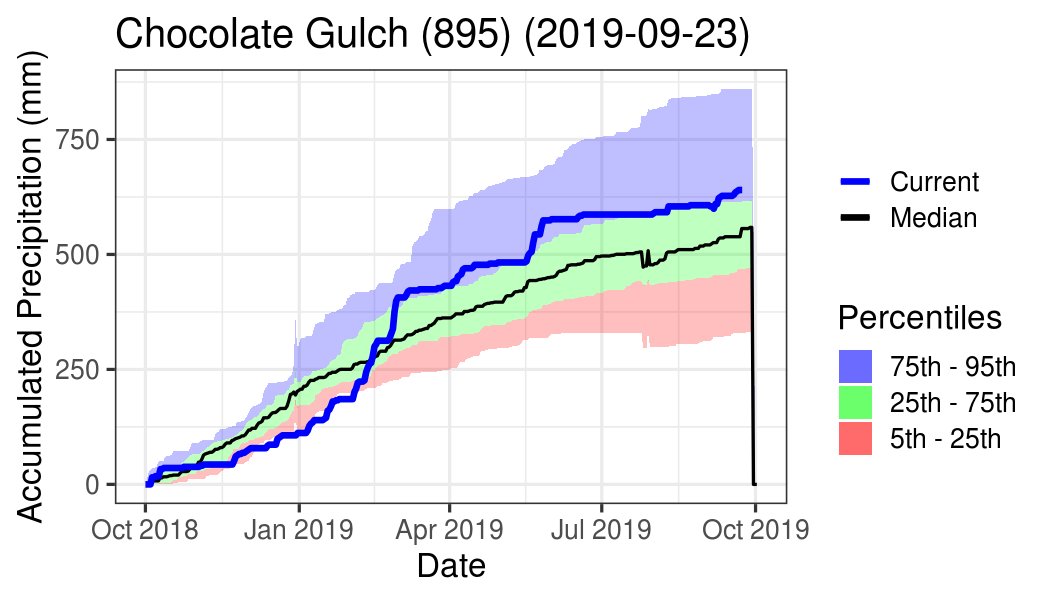 Chocolate Gulch (895) (2019-09-23)
Accumulated Precipitation (mm)
750
500
250
0
Oct 2018
Jan 2019
Apr 2019
Jul 2019
Oct 2019
Date
Current
Median
Percentiles
75th - 95th
25th - 75th
5th - 25th